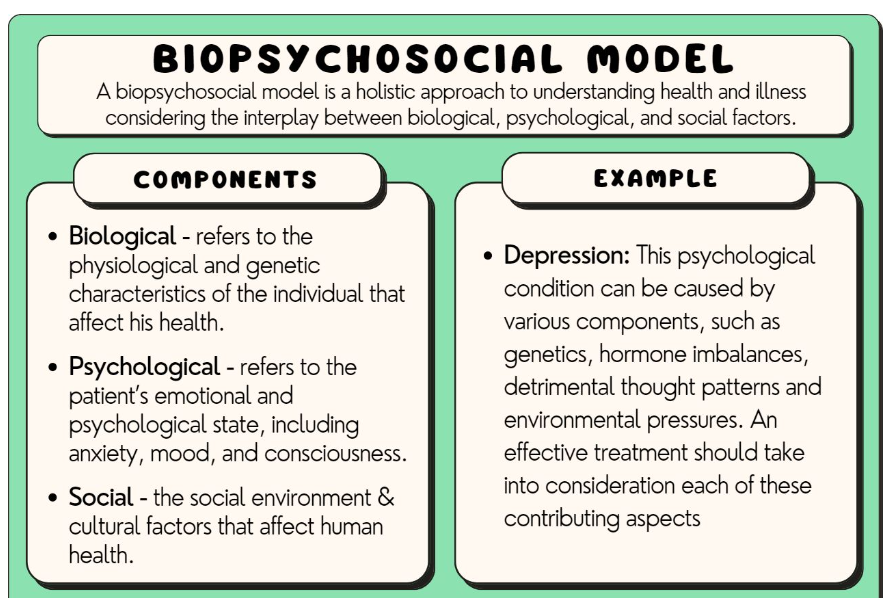 BIOPSYCHOSOCIAL MODEL
A biopsychosocial model is a holistic approach to understanding health and illness
considering the interplay between biological, psychological, and social factors.
COMPONENTS
• Biological - refers to the
physiological and genetic
characteristics of the individual that
affect his health.
• Psychological - refers to the
patient's emotional and
psychological state, including
anxiety, mood, and consciousness.
• Social - the social environment &
cultural factors that affect human
health.
EXAMPLE
• Depression: This psychological
condition can be caused by
various components, such as
genetics, hormone imbalances,
detrimental thought patterns and
environmental pressures. An
effective treatment should take
into consideration each of these
contributing aspects